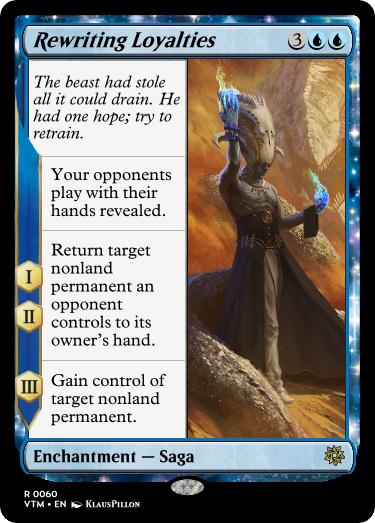 Rewriting Loyalties 3
The beast had stole
all it could drain. He
had one hope; try to
retrain.
Your opponents
play with their
hands revealed.
I
II
Return target
nonland
permanent an
opponent
controls to its
owner's hand.
III
Gain control of
target nonland
permanent.
Enchantment — Saga
R 0060
VTM • EN KLAUSPILLON